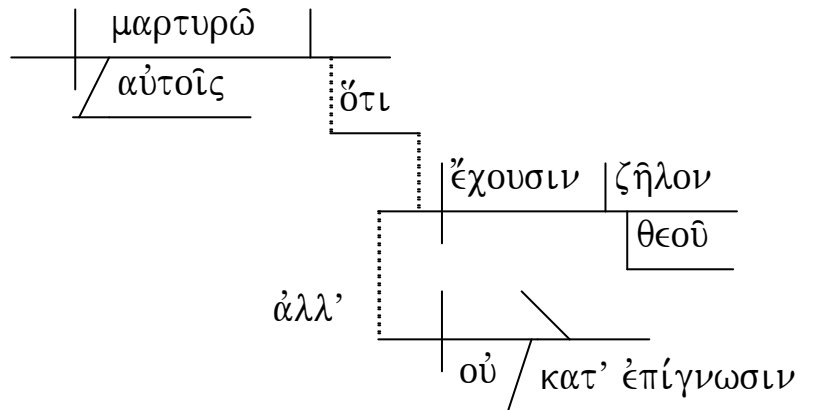 μαρτυρῶ
αὐτοῖς
ὅτι
ἔχουσιν ζῆλον
θεοῦ
ἀλλ’
οὐ κατ’ ἐπίγνωσιν